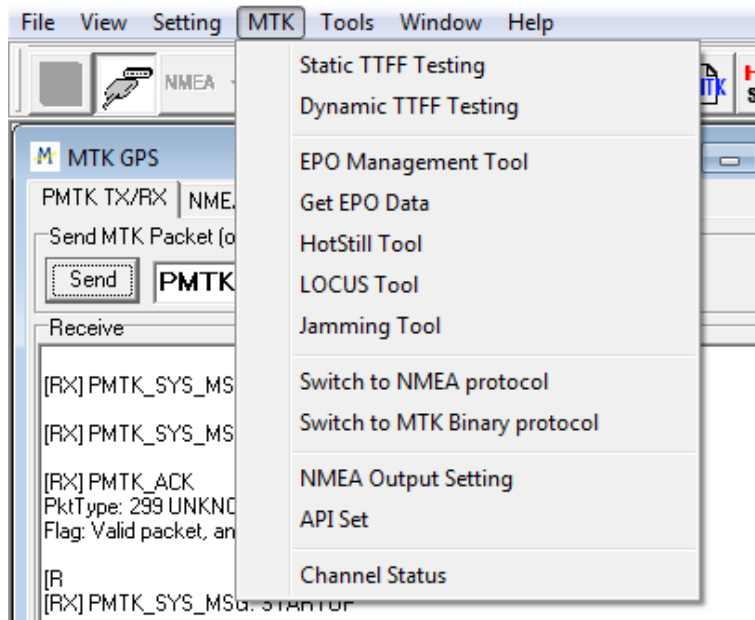 File View Setting MTK Tools Window Help
NMEA
MTK GPS
PMTK TX/RX
Send MTK Packet
Send PMTK
Receive
[RX] PMTK_SYS_MS
[RX] PMTK_SYS_MS
[RX] PMTK_ACK
PktType: 299 UNKNO
Flag: Valid packet, an
[R
[RX] PMTK_SYS_MSG: STARTUP
Static TTFF Testing
Dynamic TTFF Testing
EPO Management Tool
Get EPO Data
HotStill Tool
LOCUS Tool
Jamming Tool
Switch to NMEA protocol
Switch to MTK Binary protocol
NMEA Output Setting
API Set
Channel Status